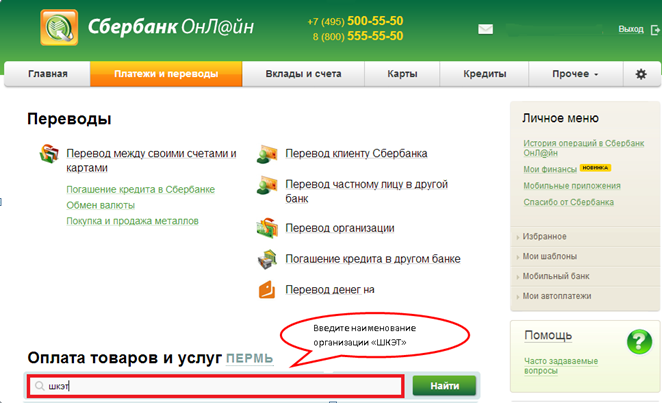 Сбербанк ОнЛ@йн
+7 (495) 500-55-50
8 (800) 555-55-50
Выход
Главная
Платежи и переводы
Вклады и счета
Карты
Кредиты
Прочее
Переводы
Перевод между своими счетами и
картами
Погашение кредита в Сбербанке
Обмен валюты
Покупка и продажа металлов
Перевод клиенту Сбербанка
Перевод частному лицу в другой
банк
Перевод организации
Погашение кредита в другом банке
Перевод денег на
Личное меню
История операций в Сбербанк
ОнЛ@йн
Мои финансы НОВИНКА
Мобильные приложения
Спасибо от Сбербанка
Избранное
Мои шаблоны
Мобильный банк
Мои автоплатежи
Помощь
Часто задаваемые
вопросы
Введите наименование
организации «ШКЭТ»
Оплата товаров и услуг ПЕРМЬ
шкэт
Найти